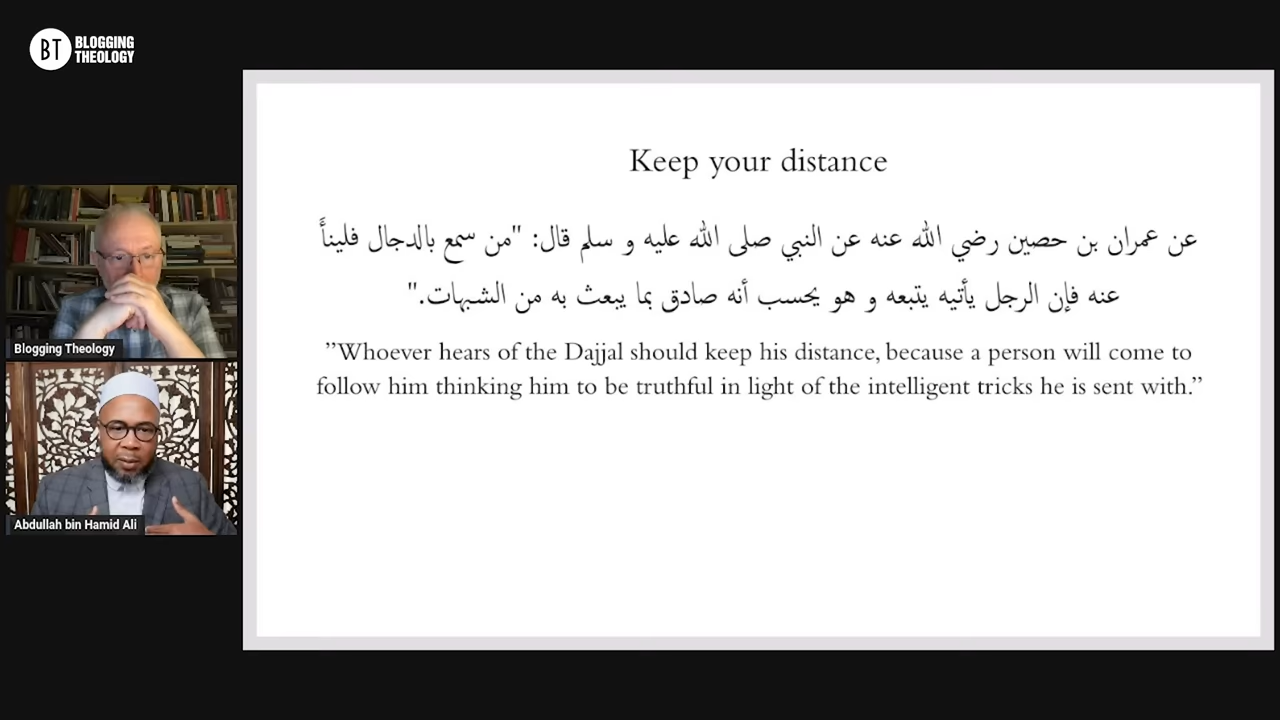 BT BLOGGING
THEOLOGY
Keep your distance
عن عمران بن حصين رضي الله عنه عن النبي صلى الله عليه و سلم قال: "من سمع بالدجال فلينأَ
عنه فإن الرجل يأتيه يتبعه و هو يحسب أنه صادق بما يبعث به من الشبهات."
”Whoever hears of the Dajjal should keep his distance, because a person will come to
follow him thinking him to be truthful in light of the intelligent tricks he is sent with.”
Blogging Theology
Abdullah bin Hamid Ali